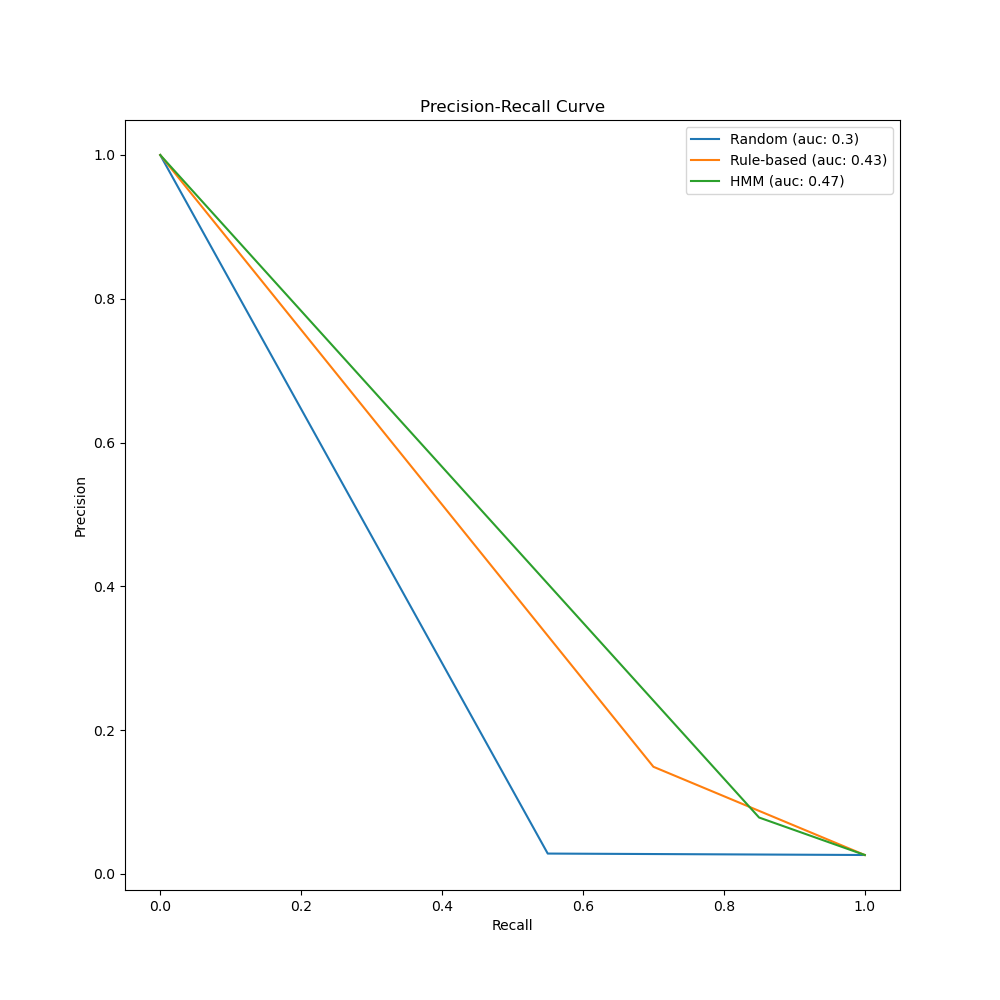 Precision-Recall Curve
Random (auc: 0.3)
Rule-based (auc: 0.43)
HMM (auc: 0.47)
1.0
0.8
0.6
0.4
0.2
0.0
Precision
0.0 0.2 0.4 0.6 0.8 1.0
Recall